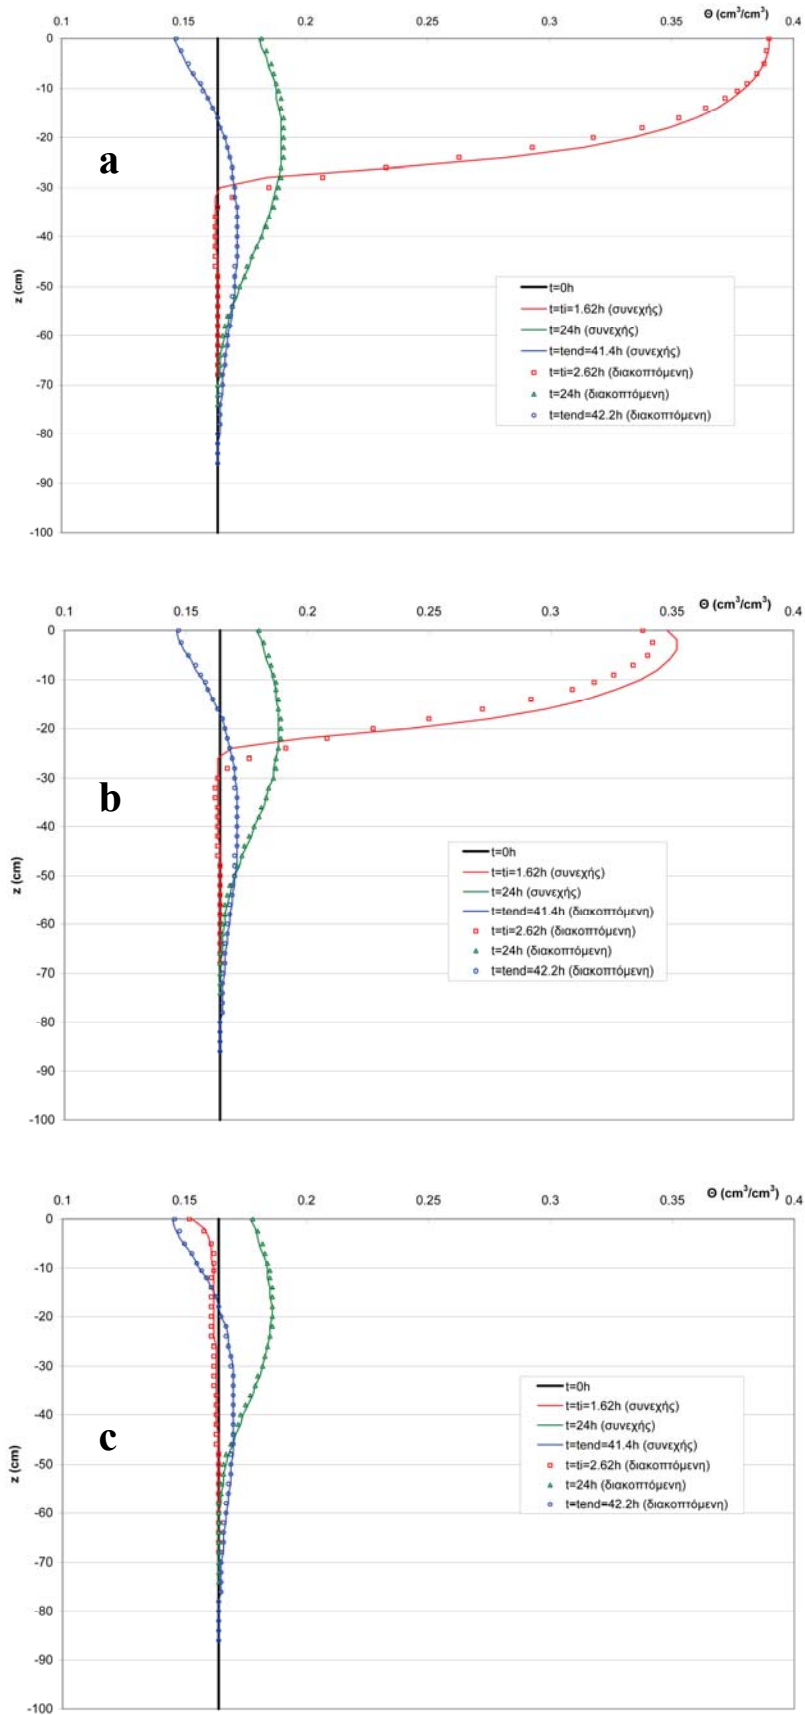 Θ (cm³/cm³)
0.1 0.15 0.2 0.25 0.3 0.35 0.4
0
-10
-20
-30
-40
-50
-60
-70
-80
-90
-100
z (cm)
a
t=0h
t=ti=1.62h (συνεχής)
t=24h (συνεχής)
t=tend=41.4h (συνεχής)
t=ti=2.62h (διακοπτόμενη)
t=24h (διακοπτόμενη)
t=tend=42.2h (διακοπτόμενη)
Θ (cm³/cm³)
0.1 0.15 0.2 0.25 0.3 0.35 0.4
0
-10
-20
-30
-40
-50
-60
-70
-80
-90
-100
z (cm)
b
t=0h
t=ti=1.62h (συνεχής)
t=24h (συνεχής)
t=tend=41.4h (διακοπτόμενη)
t=ti=2.62h (διακοπτόμενη)
t=24h (διακοπτόμενη)
t=tend=42.2h (διακοπτόμενη)
Θ (cm³/cm³)
0.1 0.15 0.2 0.25 0.3 0.35 0.4
0
-10
-20
-30
-40
-50
-60
-70
-80
-90
-100
z (cm)
c
t=0h
t=ti=1.62h (συνεχής)
t=24h (συνεχής)
t=tend=41.4h (συνεχής)
t=ti=2.62h (διακοπτόμενη)
t=24h (διακοπτόμενη)
t=tend=42.2h (διακοπτόμενη)